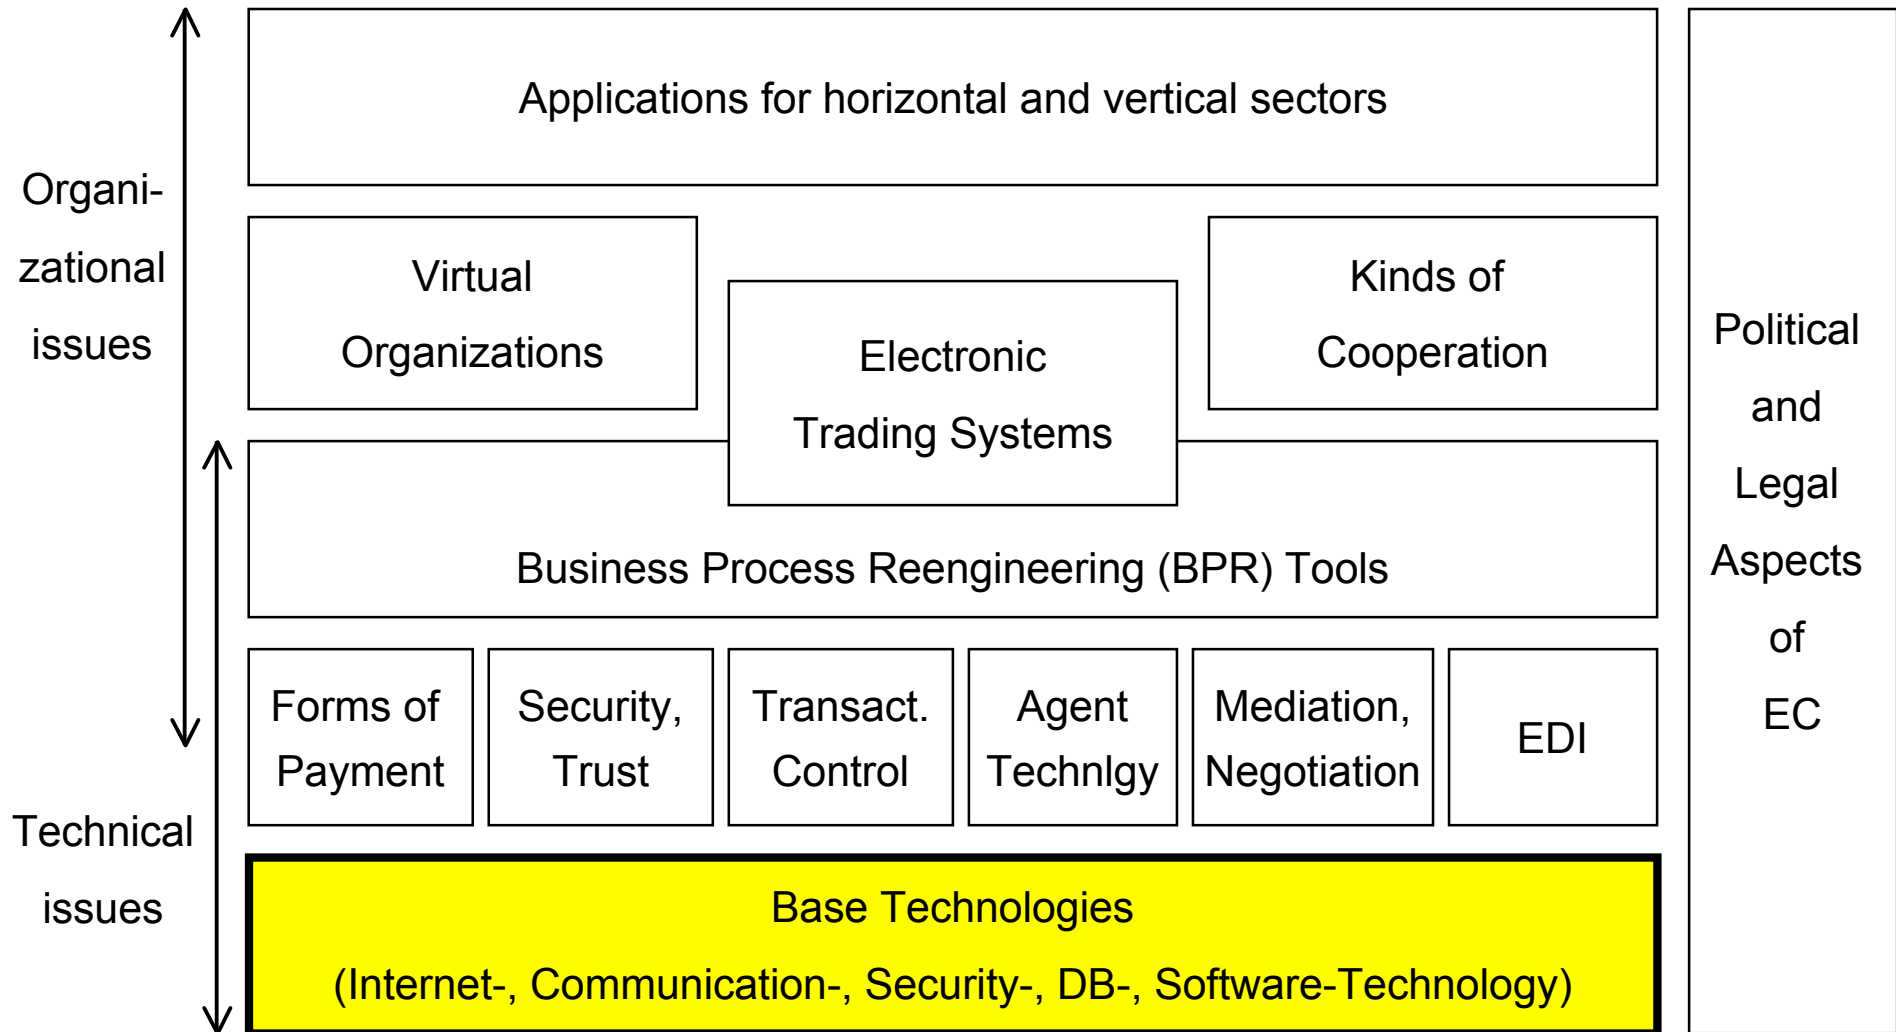 Applications for horizontal and vertical sectors
Organi-
zational
issues
Virtual
Organizations
Electronic
Trading Systems
Kinds of
Cooperation
Business Process Reengineering (BPR) Tools
Forms of
Payment
Security,
Trust
Transact.
Control
Agent
Technlgy
Mediation,
Negotiation
EDI
Technical
issues
Base Technologies
(Internet-, Communication-, Security-, DB-, Software-Technology)
Political
and
Legal
Aspects
of
EC